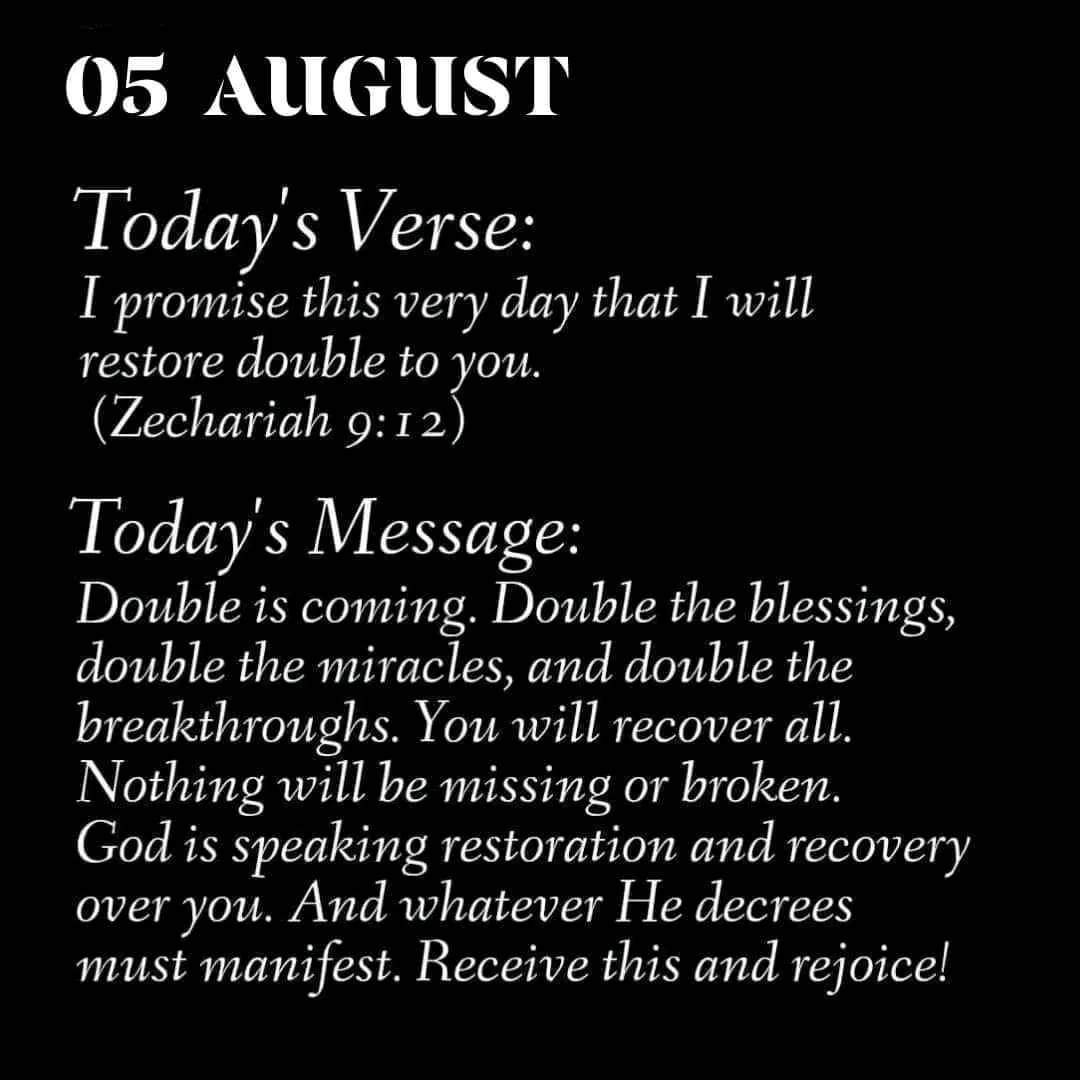 05 AUGUST
Today's Verse:
I promise this very day that I will
restore double to you.
(Zechariah 9:12)
Today's Message:
Double is coming. Double the blessings,
double the miracles, and double the
breakthroughs. You will recover all.
Nothing will be missing or broken.
God is speaking restoration and recovery
over you. And whatever He decrees
must manifest. Receive this and rejoice!